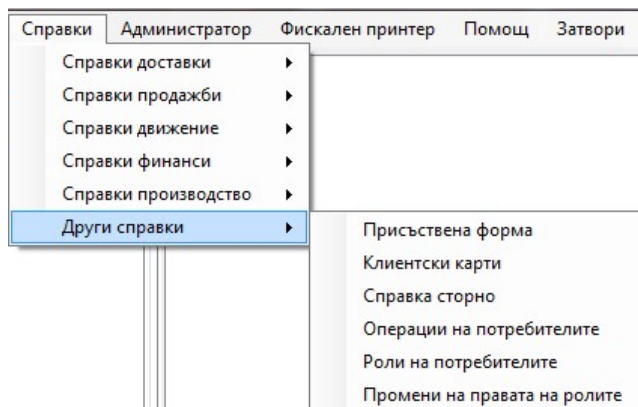 Справки Администратор Фискален принтер Помощ Затвори
Справки доставки
Справки продажби
Справки движение
Справки финанси
Справки производство
Други справки
Присъствена форма
Клиентски карти
Справка сторно
Операции на потребителите
Роли на потребителите
Промени на правата на ролите